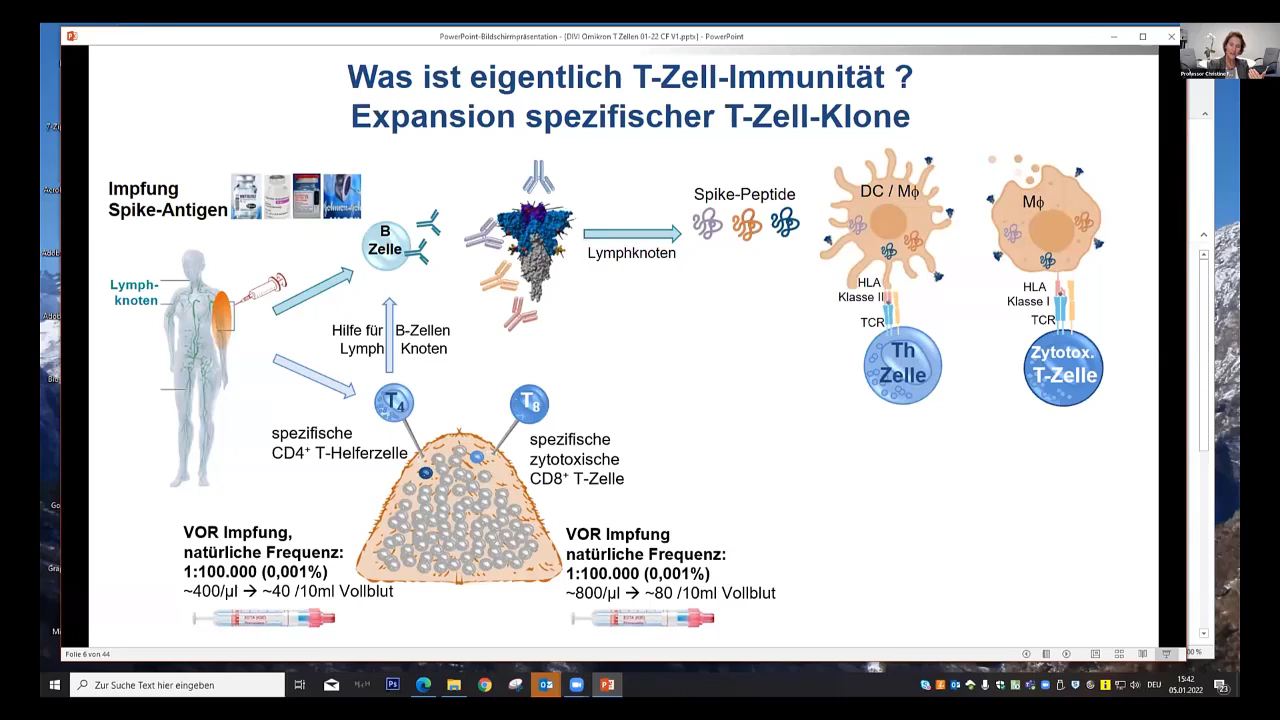 PowerPoint-Bildschirmpräsentation - [DIVI Omikron T Zellen 01-22 CF V1.pptx] - PowerPoint
Was ist eigentlich T-Zell-Immunität ?
Expansion spezifischer T-Zell-Klone
Impfung
Spike-Antigen
B
Zelle
Spike-Peptide
Lymphknoten
DC / Mϕ
Mϕ
HLA
Klasse II
TCR
HLA
Klasse I
TCR
Th
Zelle
Zytotox.
T-Zelle
Lymph-
knoten
Hilfe für B-Zellen
Lymph Knoten
T4
T8
spezifische
CD4+ T-Helferzelle
spezifische
zytotoxische
CD8+ T-Zelle
VOR Impfung,
natürliche Frequenz:
1:100.000 (0,001%)
~400/µl → ~40 /10ml Vollblut
VOR Impfung
natürliche Frequenz:
1:100.000 (0,001%)
~800/µl → ~80 /10ml Vollblut
Folie 6 von 44
Professor Christine F...
Zur Suche Text hier eingeben
DEU
15:42
05.01.2022
23